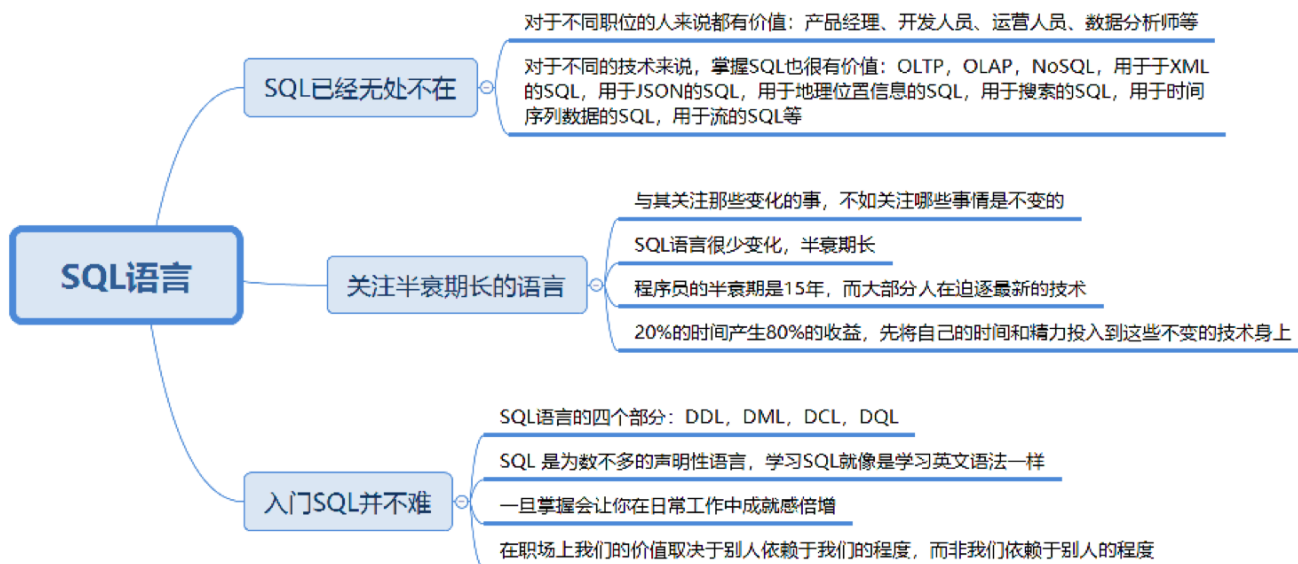 对于不同职位的人来说都有价值：产品经理、开发人员、运营人员、数据分析师等
SQL已经无处不在
对于不同的技术来说，掌握SQL也很有价值：OLTP，OLAP，NoSQL，用于于XML
的SQL，用于JSON的SQL，用于地理位置信息的SQL，用于搜索的SQL，用于时间
序列数据的SQL，用于流的SQL等
SQL语言
关注半衰期长的语言
与其关注那些变化的事，不如关注哪些事情是不变的
SQL语言很少变化，半衰期长
程序员的半衰期是15年，而大部分人在追逐最新的技术
20%的时间产生80%的收益，先将自己的时间和精力投入到这些不变的技术身上
入门SQL并不难
SQL语言的四个部分：DDL，DML，DCL，DQL
SQL 是为数不多的声明性语言，学习SQL就像是学习英文语法一样
一旦掌握会让你在日常工作中成就感倍增
在职场上我们的价值取决于别人依赖于我们的程度，而非我们依赖于别人的程度